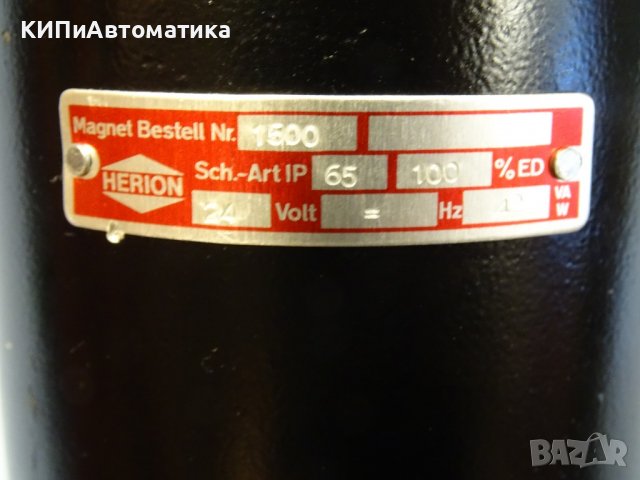 КИПиАвтоматика
Magnet Bestell Nr. 1500
HERION
Sch.-Art IP 65 100 % ED
24 Volt = Hz VA
W
BAZAR